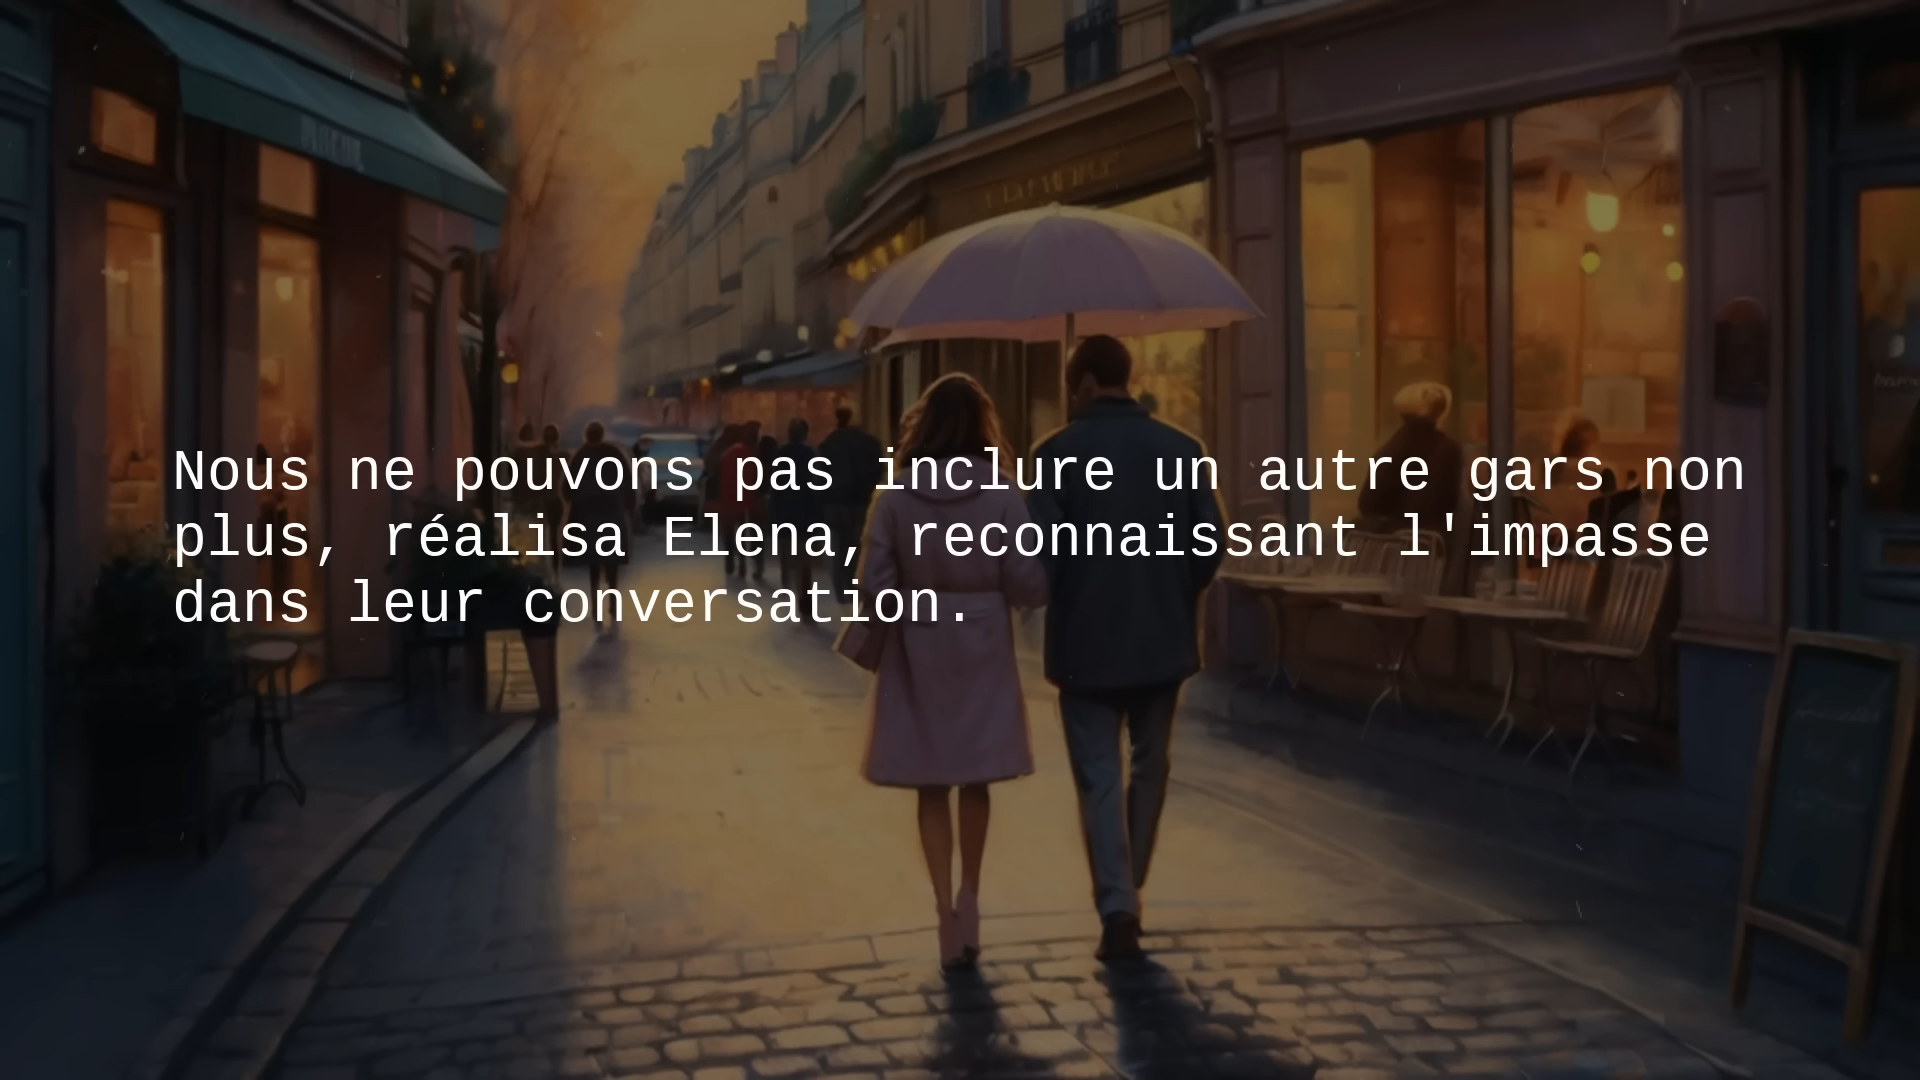 Nous ne pouvons pas inclure un autre gars non
plus, réalisa Elena, reconnaissant l'impasse
dans leur conversation.